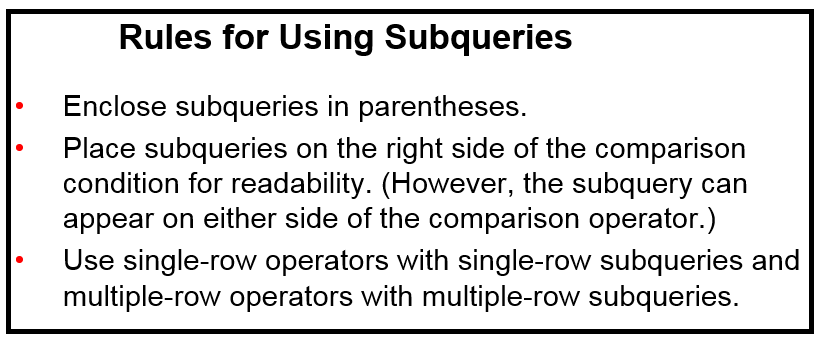 Rules for Using Subqueries
• Enclose subqueries in parentheses.
• Place subqueries on the right side of the comparison
condition for readability. (However, the subquery can
appear on either side of the comparison operator.)
• Use single-row operators with single-row subqueries and
multiple-row operators with multiple-row subqueries.